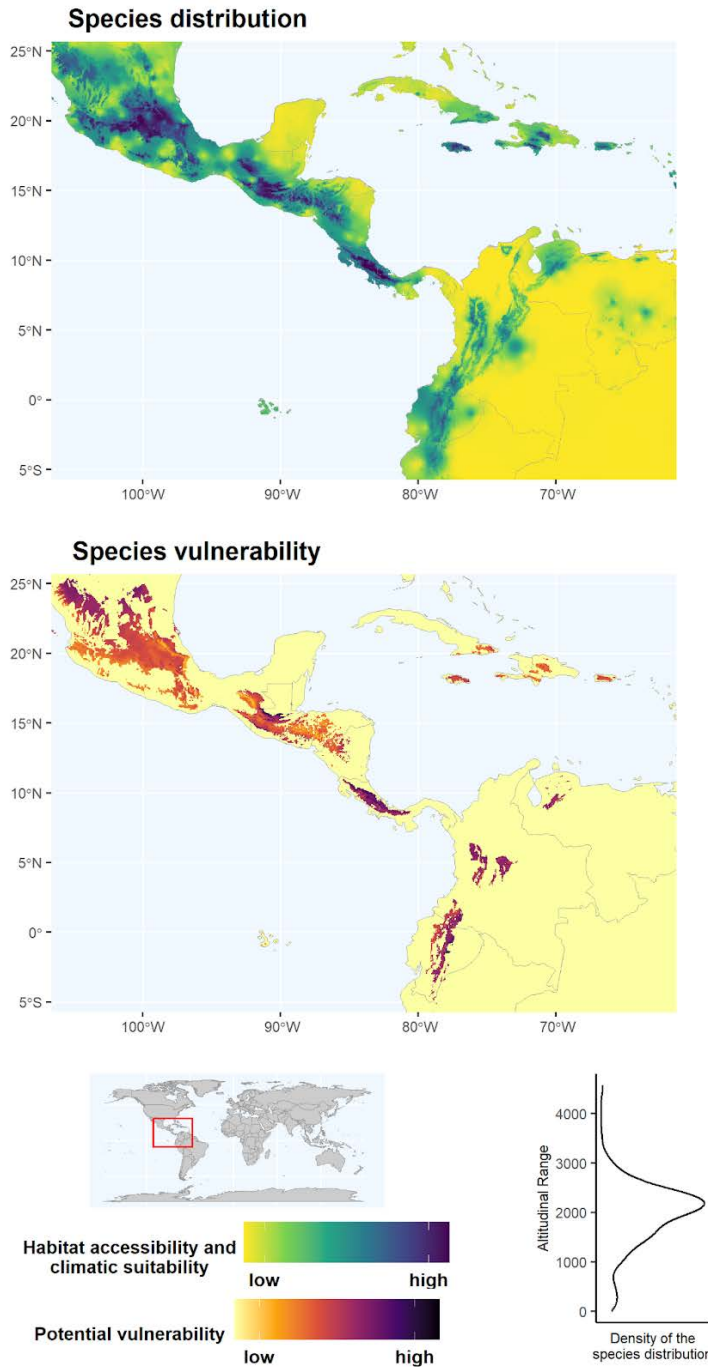 Species distribution
25°N
20°N
15°N
10°N
5°N
0°
5°S
100°W 90°W 80°W 70°W
Species vulnerability
25°N
20°N
15°N
10°N
5°N
0°
5°S
100°W 90°W 80°W 70°W
Habitat accessibility and
climatic suitability
low high
Potential vulnerability
low high
Altitudinal Range
4000
3000
2000
1000
0
Density of the
species distribution